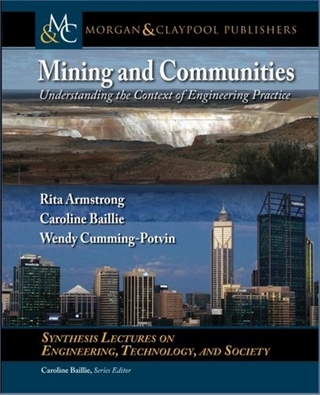 M
&C
MORGAN & CLAYPOOL PUBLISHERS
Mining and Communities
Understanding the Context of Engineering Practice
Rita Armstrong
Caroline Baillie
Wendy Cumming-Potvin
SYNTHESIS LECTURES ON
ENGINEERING, TECHNOLOGY, AND SOCIETY
Caroline Baillie, Series Editor